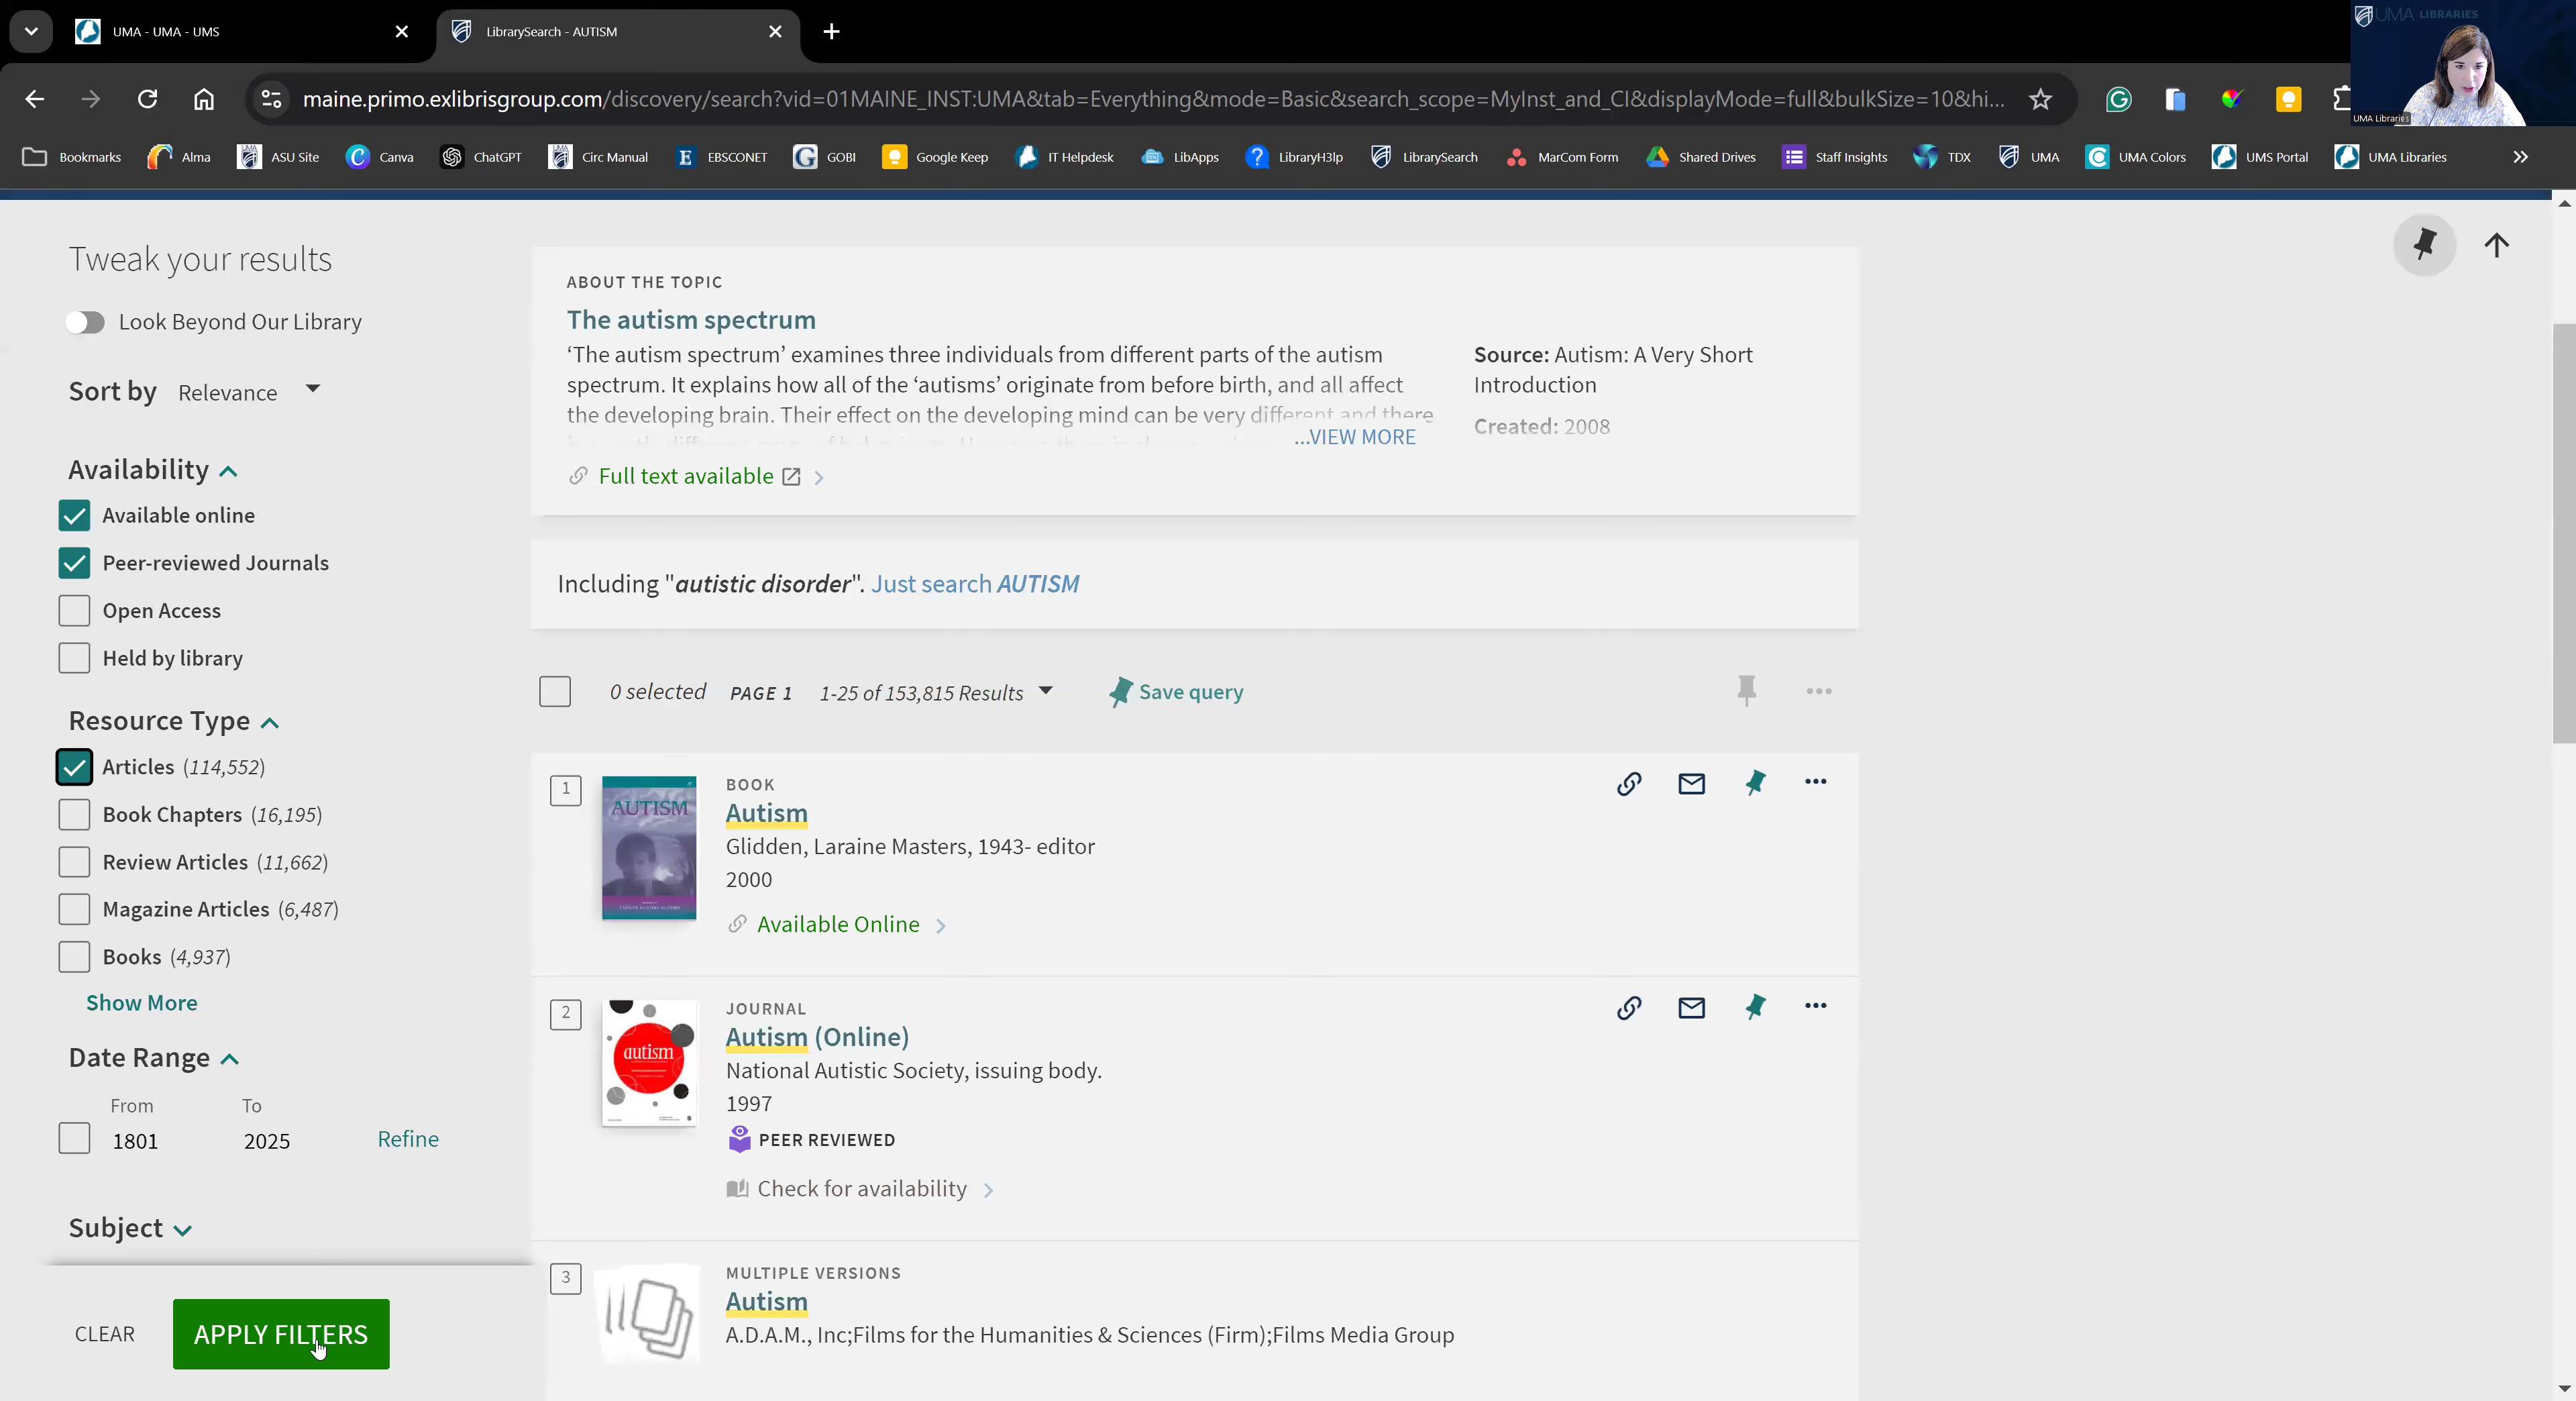 UMA - UMA - UMS
LibrarySearch - AUTISM
UMA LIBRARIES
maine.primo.exlibrisgroup.com/discovery/search?vid=01MAINE_INST:UMA&tab=Everything&mode=Basic&search_scope=MyInst_and_CI&displayMode=full&bulkSize=10&hi...
UMA Libraries
Bookmarks Alma ASU Site Canva ChatGPT Circ Manual EBSCONET GOBI Google Keep IT Helpdesk LibApps LibraryH3lp LibrarySearch MarCom Form Shared Drives Staff Insights TDX UMA UMA Colors UMS Portal UMA Libraries
Tweak your results
Look Beyond Our Library
Sort by Relevance
Availability
Available online
Peer-reviewed Journals
Open Access
Held by library
Resource Type
Articles (114,552)
Book Chapters (16,195)
Review Articles (11,662)
Magazine Articles (6,487)
Books (4,937)
Show More
Date Range
From To
1801 2025 Refine
Subject
CLEAR APPLY FILTERS
ABOUT THE TOPIC
The autism spectrum
‘The autism spectrum’ examines three individuals from different parts of the autism
spectrum. It explains how all of the ‘autisms’ originate from before birth, and all affect
the developing brain. Their effect on the developing mind can be very different and there
...VIEW MORE
Source: Autism: A Very Short
Introduction
Created: 2008
Full text available
Including "autistic disorder". Just search AUTISM
0 selected PAGE 1 1-25 of 153,815 Results Save query
1
AUTISM
BOOK
Autism
Glidden, Laraine Masters, 1943- editor
2000
Available Online
2
autism
JOURNAL
Autism (Online)
National Autistic Society, issuing body.
1997
PEER REVIEWED
Check for availability
3
MULTIPLE VERSIONS
Autism
A.D.A.M., Inc;Films for the Humanities & Sciences (Firm);Films Media Group